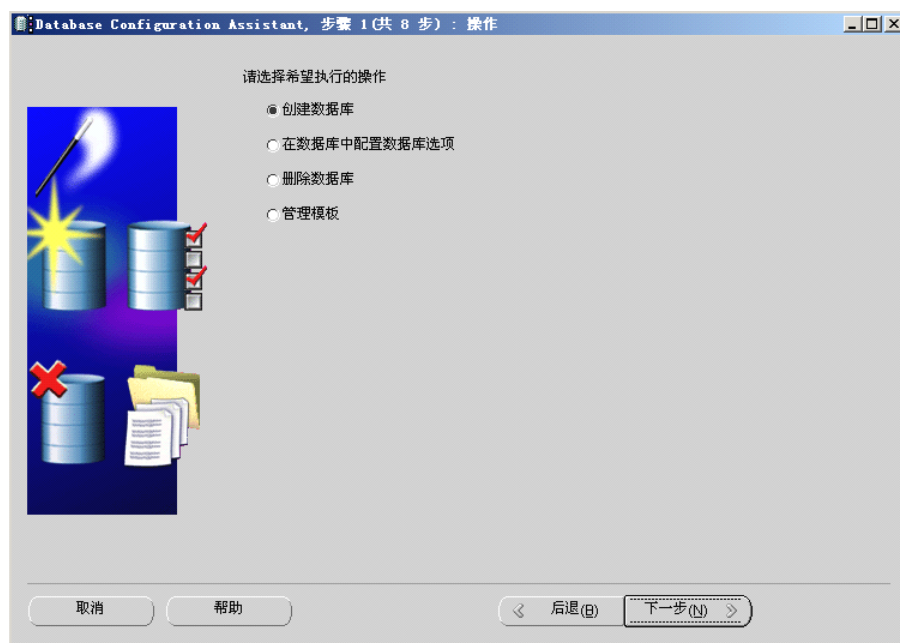 Database Configuration Assistant, 步骤 1(共 8 步) : 操作
请选择希望执行的操作
创建数据库
在数据库中配置数据库选项
删除数据库
管理模板
取消
帮助
后退(B)
下一步(N)